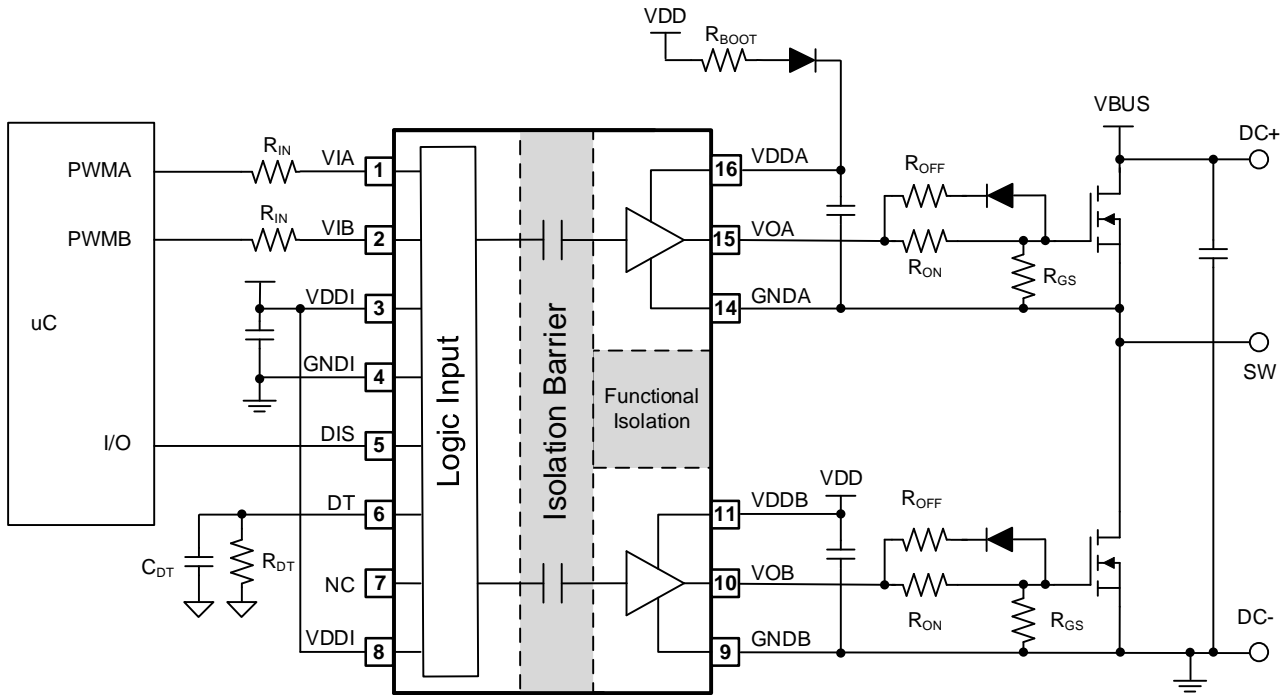 VDD
RBOOT
VBUS
DC+
PWMA
RIN
VIA
1
16
VDDA
ROFF
PWMB
RIN
VIB
2
15
VOA
RON
RGS
VDDI
3
14
GNDA
uC
GNDI
4
SW
Logic Input
Isolation Barrier
Functional
Isolation
I/O
DIS
5
VDD
DT
6
11
VDDB
ROFF
CDT
RDT
NC
7
10
VOB
RON
RGS
DC-
VDDI
8
9
GNDB